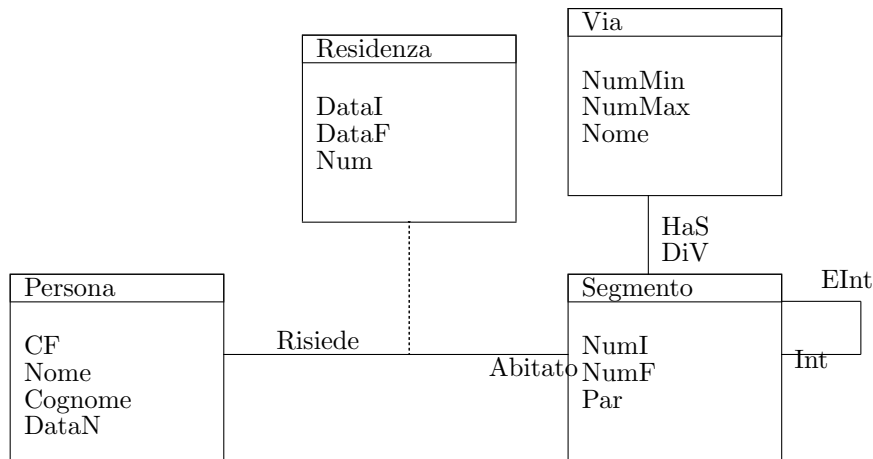 Via
NumMin
NumMax
Nome
Residenza
DataI
DataF
Num
HaS
DiV
Persona
CF
Nome
Cognome
DataN
Risiede
Abitato
Segmento
NumI
NumF
Par
EInt
Int